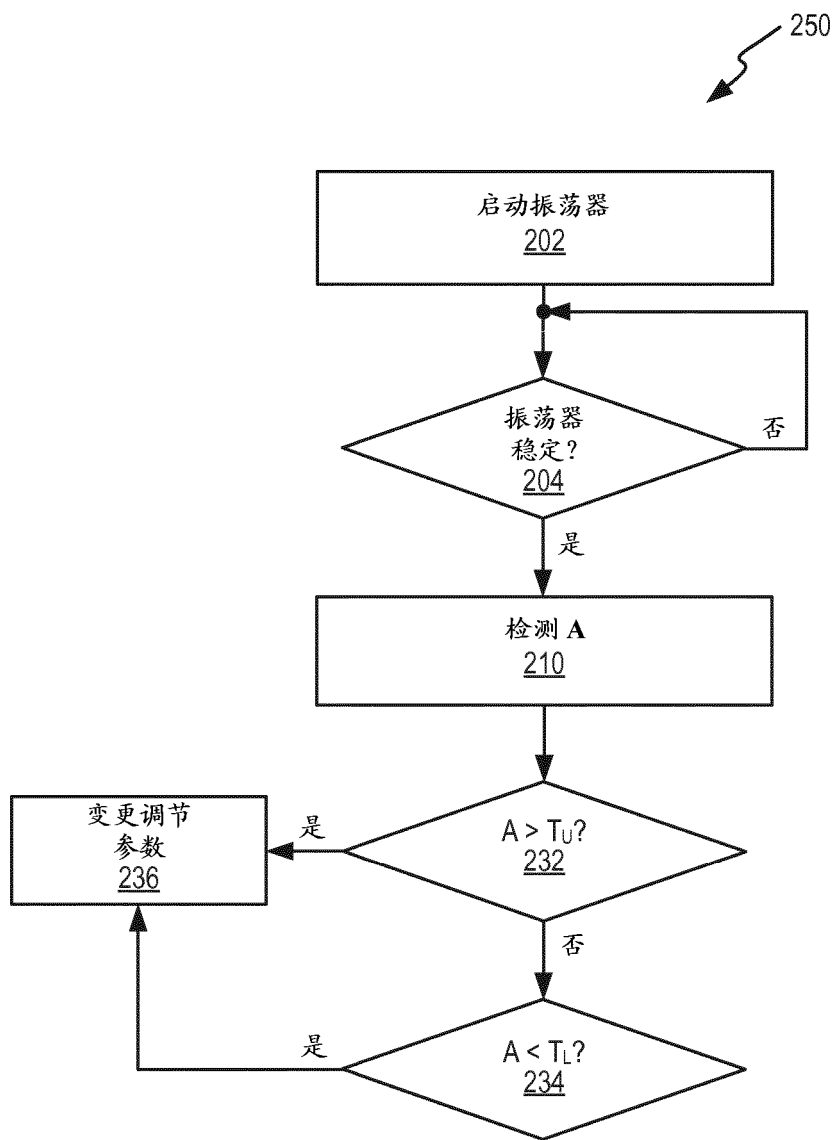 250
启动振荡器
202
振荡器
稳定?
204
否
是
检测 A
210
变更调节
参数
236
是
A > TU?
232
否
是
A < TL?
234